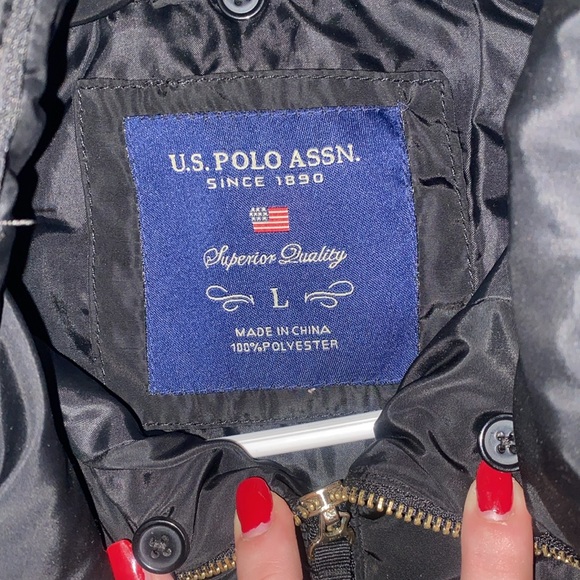 U.S. POLO ASSN.
SINCE 1890
Superior Quality
L
MADE IN CHINA
100%POLYESTER